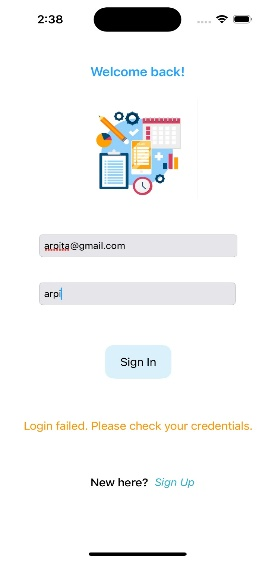 2:38
Welcome back!
arpita@gmail.com
arpi
Sign In
Login failed. Please check your credentials.
New here? Sign Up